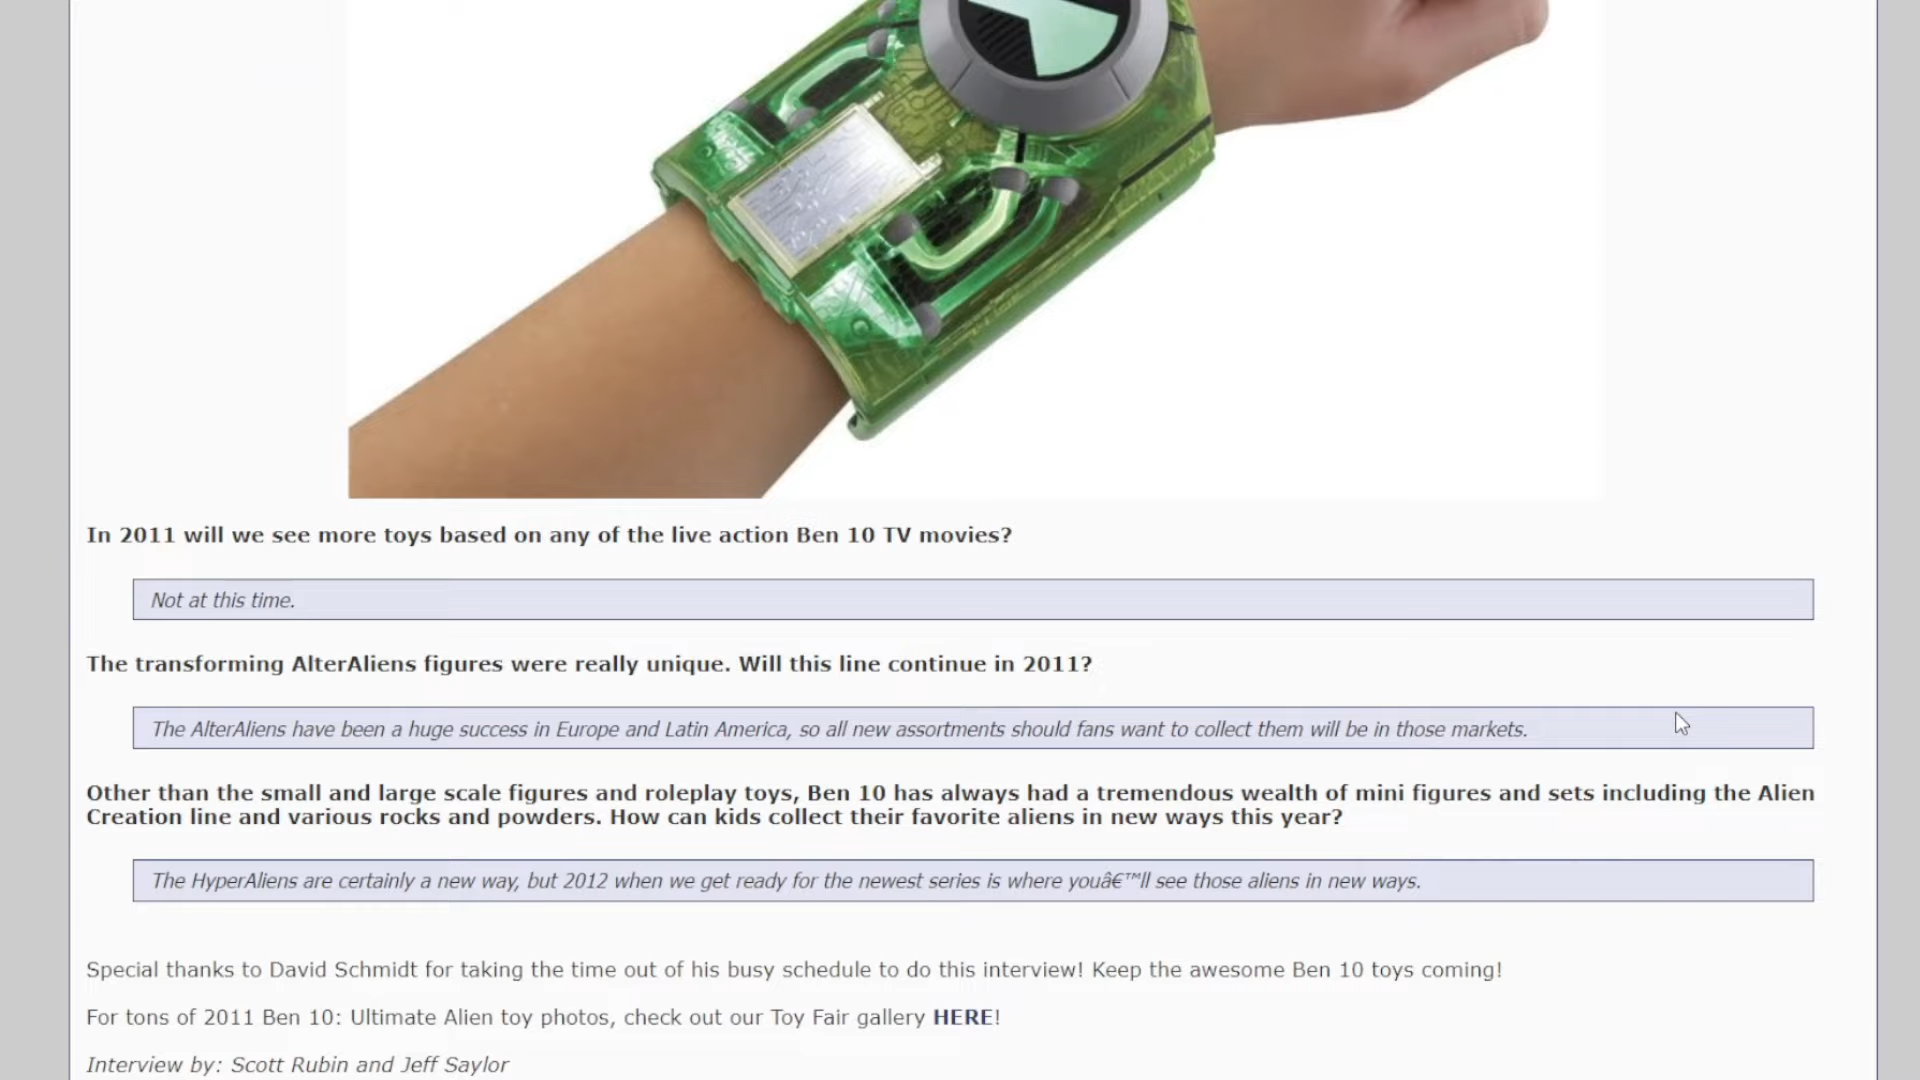 In 2011 will we see more toys based on any of the live action Ben 10 TV movies?
Not at this time.
The transforming AlterAliens figures were really unique. Will this line continue in 2011?
The AlterAliens have been a huge success in Europe and Latin America, so all new assortments should fans want to collect them will be in those markets.
Other than the small and large scale figures and roleplay toys, Ben 10 has always had a tremendous wealth of mini figures and sets including the Alien
Creation line and various rocks and powders. How can kids collect their favorite aliens in new ways this year?
The HyperAliens are certainly a new way, but 2012 when we get ready for the newest series is where youâ€™ll see those aliens in new ways.
Special thanks to David Schmidt for taking the time out of his busy schedule to do this interview! Keep the awesome Ben 10 toys coming!
For tons of 2011 Ben 10: Ultimate Alien toy photos, check out our Toy Fair gallery HERE!
Interview by: Scott Rubin and Jeff Saylor